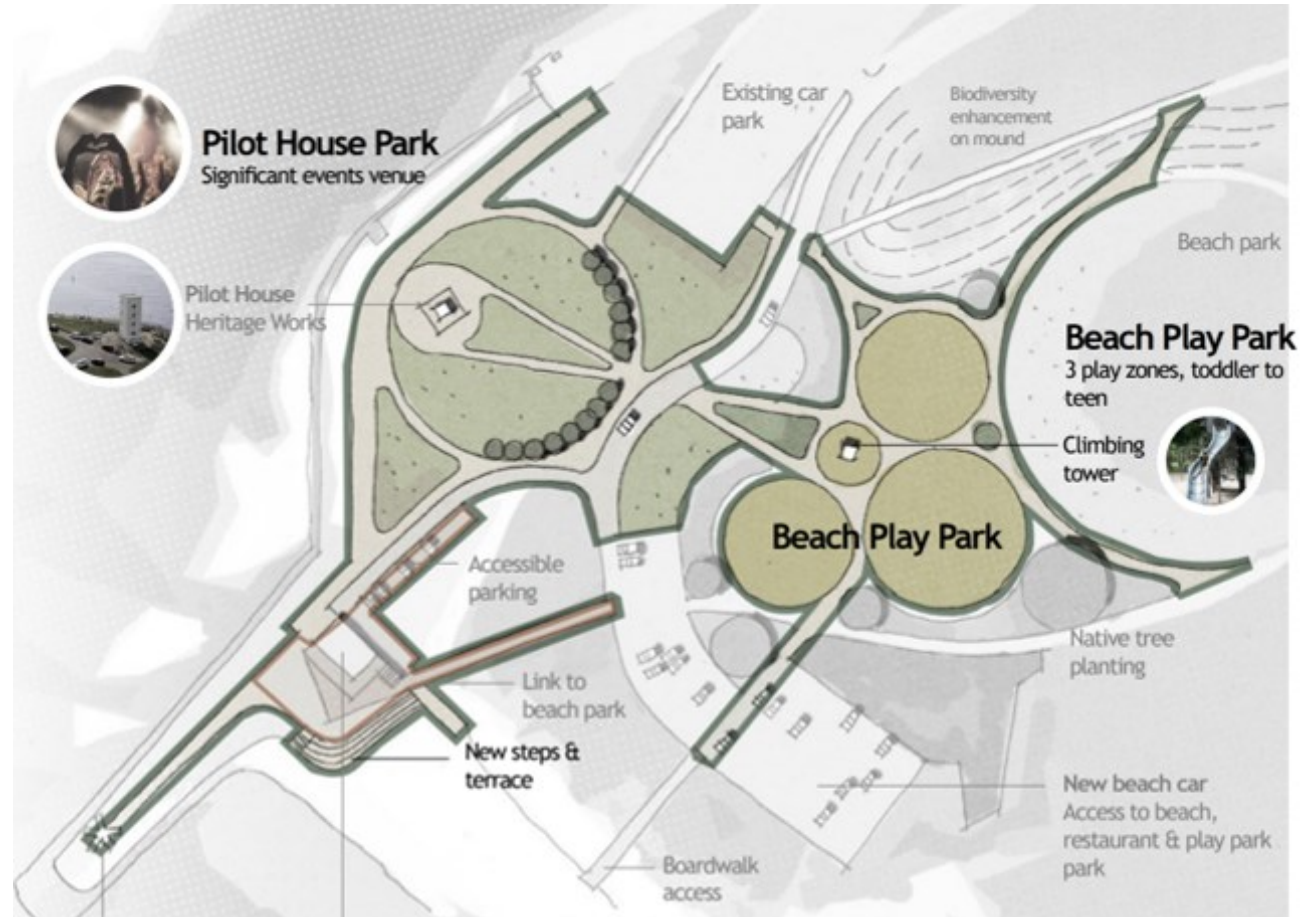 Existing car
park
Biodiversity
enhancement
on mound
Pilot House Park
Significant events venue
Beach park
Pilot House
Heritage Works
Beach Play Park
3 play zones, toddler to
teen
Climbing
tower
Beach Play Park
Accessible
parking
Native tree
planting
Link to
beach park
New steps &
terrace
New beach car
Access to beach,
restaurant & play park
park
Boardwalk
access